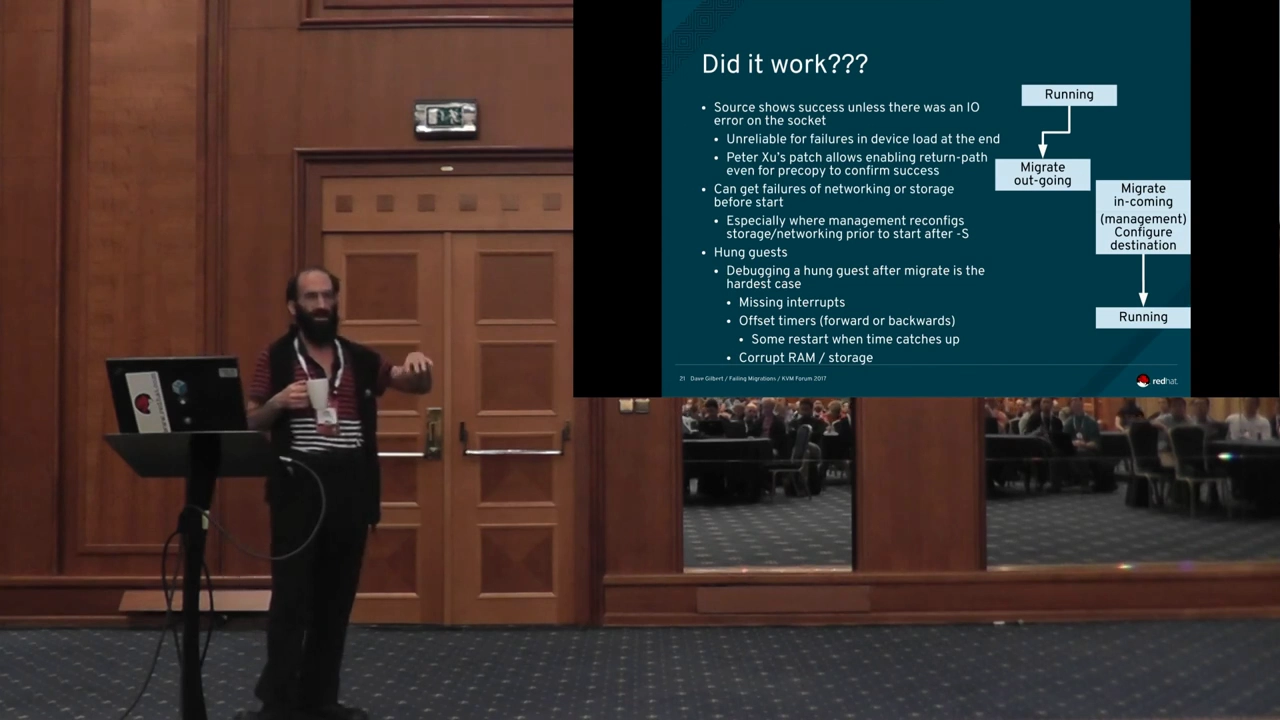 Did it work???
• Source shows success unless there was an IO
error on the socket
• Unreliable for failures in device load at the end
• Peter Xu's patch allows enabling return-path
even for precopy to confirm success
• Can get failures of networking or storage
before start
• Especially where management reconfigs
storage/networking prior to start after -S
• Hung guests
• Debugging a hung guest after migrate is the
hardest case
• Missing interrupts
• Offset timers (forward or backwards)
• Some restart when time catches up
• Corrupt RAM / storage
Running
Migrate
out-going
Migrate
in-coming
(management)
Configure
destination
Running
21 Dave Gilbert / Failing Migrations / KVM Forum 2017
redhat.